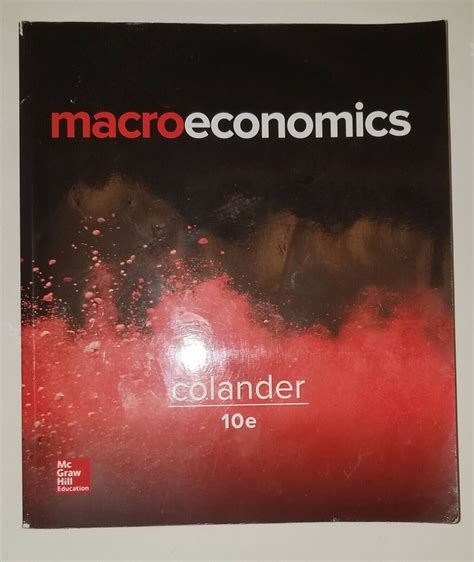 macroeconomics
colander
10e
Mc
Graw
Hill
Education